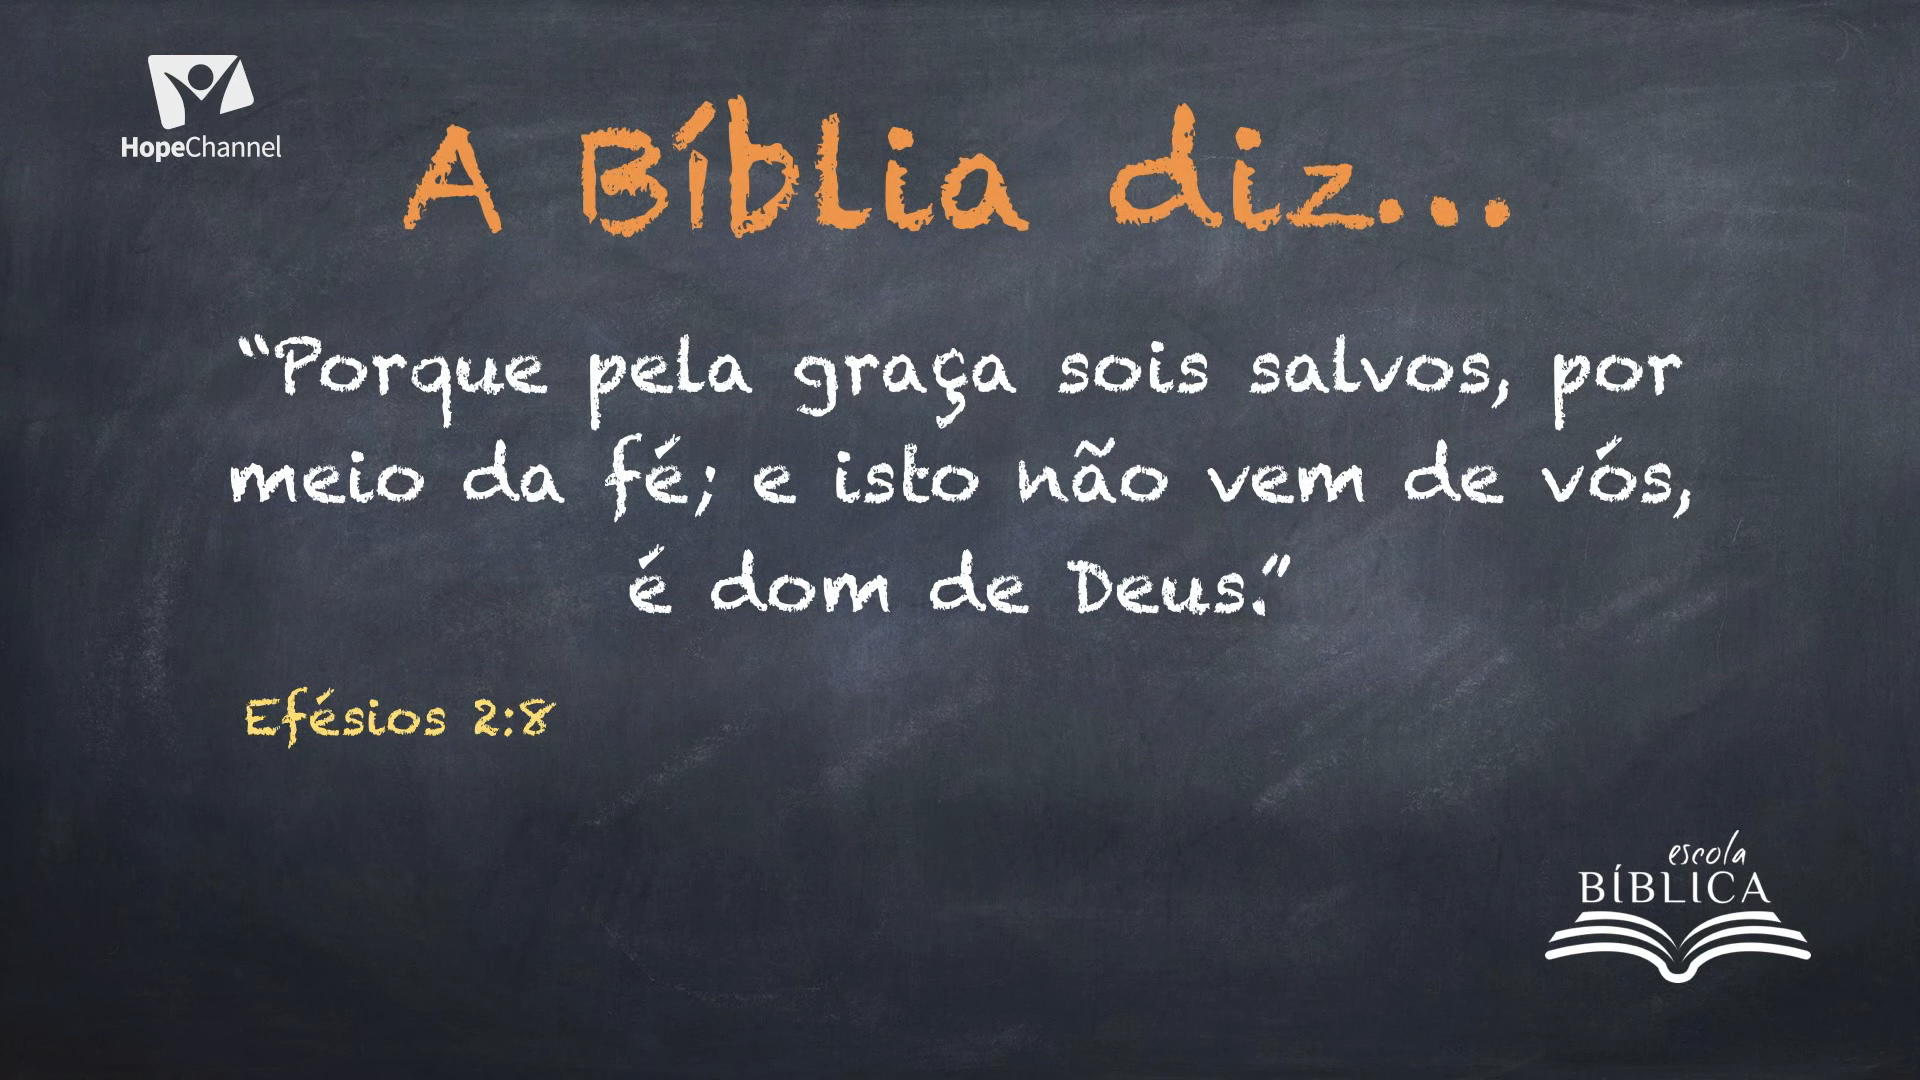 HopeChannel
A Bíblia diz...
“Porque pela graça sois salvos, por
meio da fé; e isto não vem de vós,
é dom de Deus.”
Efésios 2:8
escola
BÍBLICA